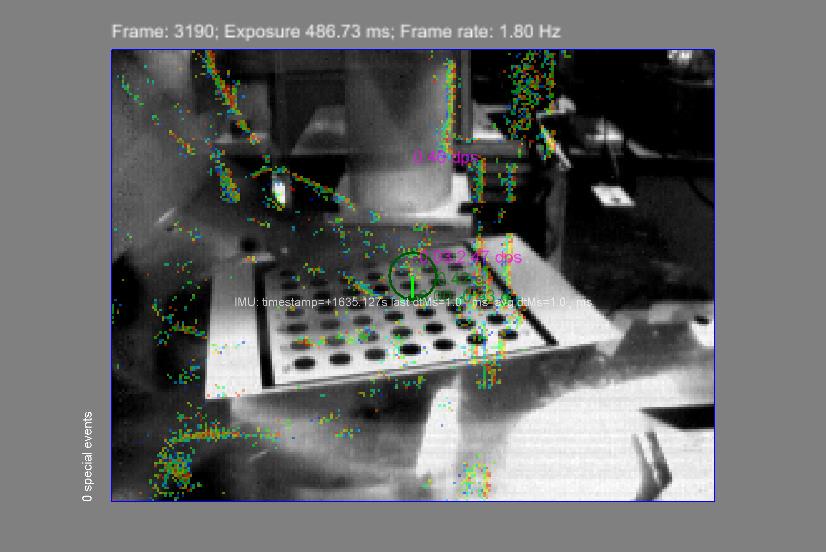 Frame: 3190; Exposure 486.73 ms; Frame rate: 1.80 Hz
dps
dps
IMU: timestamp=+1635.127s last dtMs=1.0 ms avg dtMs=1.0 ms
0 special events